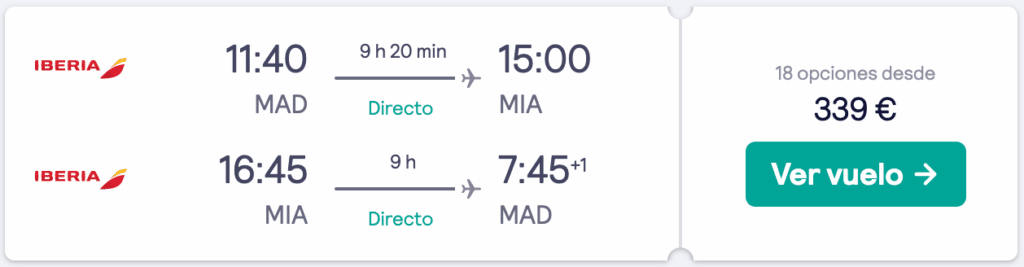 IBERIA
11:40
9 h 20 min
15:00
MAD
Directo
MIA
IBERIA
16:45
9 h
7:45+1
MIA
Directo
MAD
18 opciones desde
339 €
Ver vuelo →